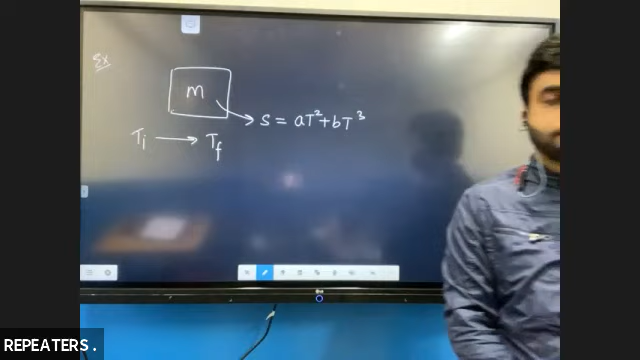 Ex
m
s = aT²+bT³
Tᵢ → T_f
REPEATERS.